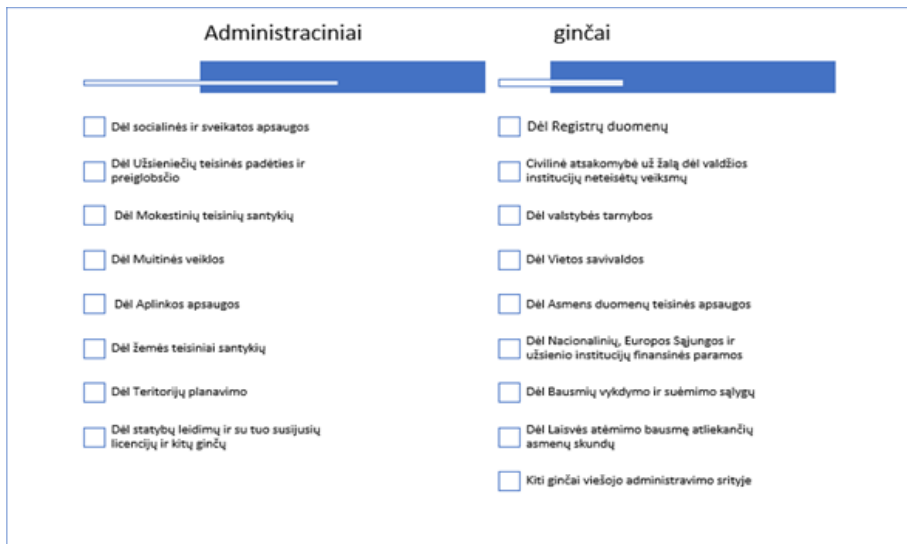 Administraciniai ginčai
Dėl socialinės ir sveikatos apsaugos
Dėl Užsieniečių teisinės padėties ir
preiglobsčio
Dėl Mokestinių teisinių santykių
Dėl Muitinės veiklos
Dėl Aplinkos apsaugos
Dėl žemės teisiniai santykių
Dėl Teritorijų planavimo
Dėl statybų leidimų ir su tuo susijusių
licencijų ir kitų ginčų
Dėl Registrų duomenų
Civilinė atsakomybė už žalą dėl valdžios
institucijų neteisėtų veiksmų
Dėl valstybės tarnybos
Dėl Vietos savivaldos
Dėl Asmens duomenų teisinės apsaugos
Dėl Nacionalinių, Europos Sąjungos ir
užsienio institucijų finansinės paramos
Dėl Bausmių vykdymo ir suėmimo sąlygų
Dėl Laisvės atėmimo bausmę atliekančių
asmenų skundų
Kiti ginčai viešojo administravimo srityje